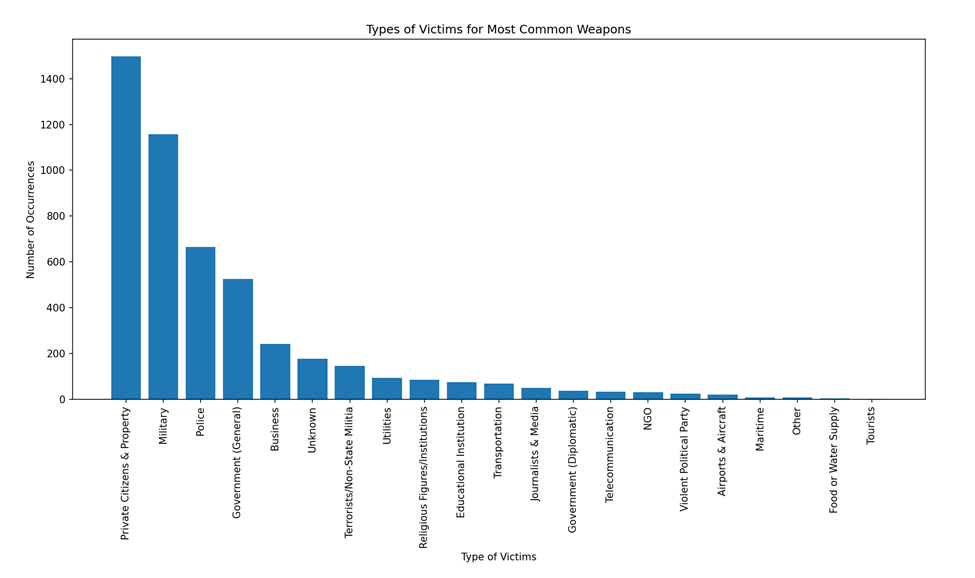 Types of Victims for Most Common Weapons
Number of Occurrences
1400
1200
1000
800
600
400
200
0
Private Citizens & Property
Military
Police
Government (General)
Business
Unknown
Terrorists/Non-State Militia
Utilities
Religious Figures/Institutions
Educational Institution
Transportation
Journalists & Media
Government (Diplomatic)
Telecommunication
NGO
Violent Political Party
Airports & Aircraft
Maritime
Other
Food or Water Supply
Tourists
Type of Victims